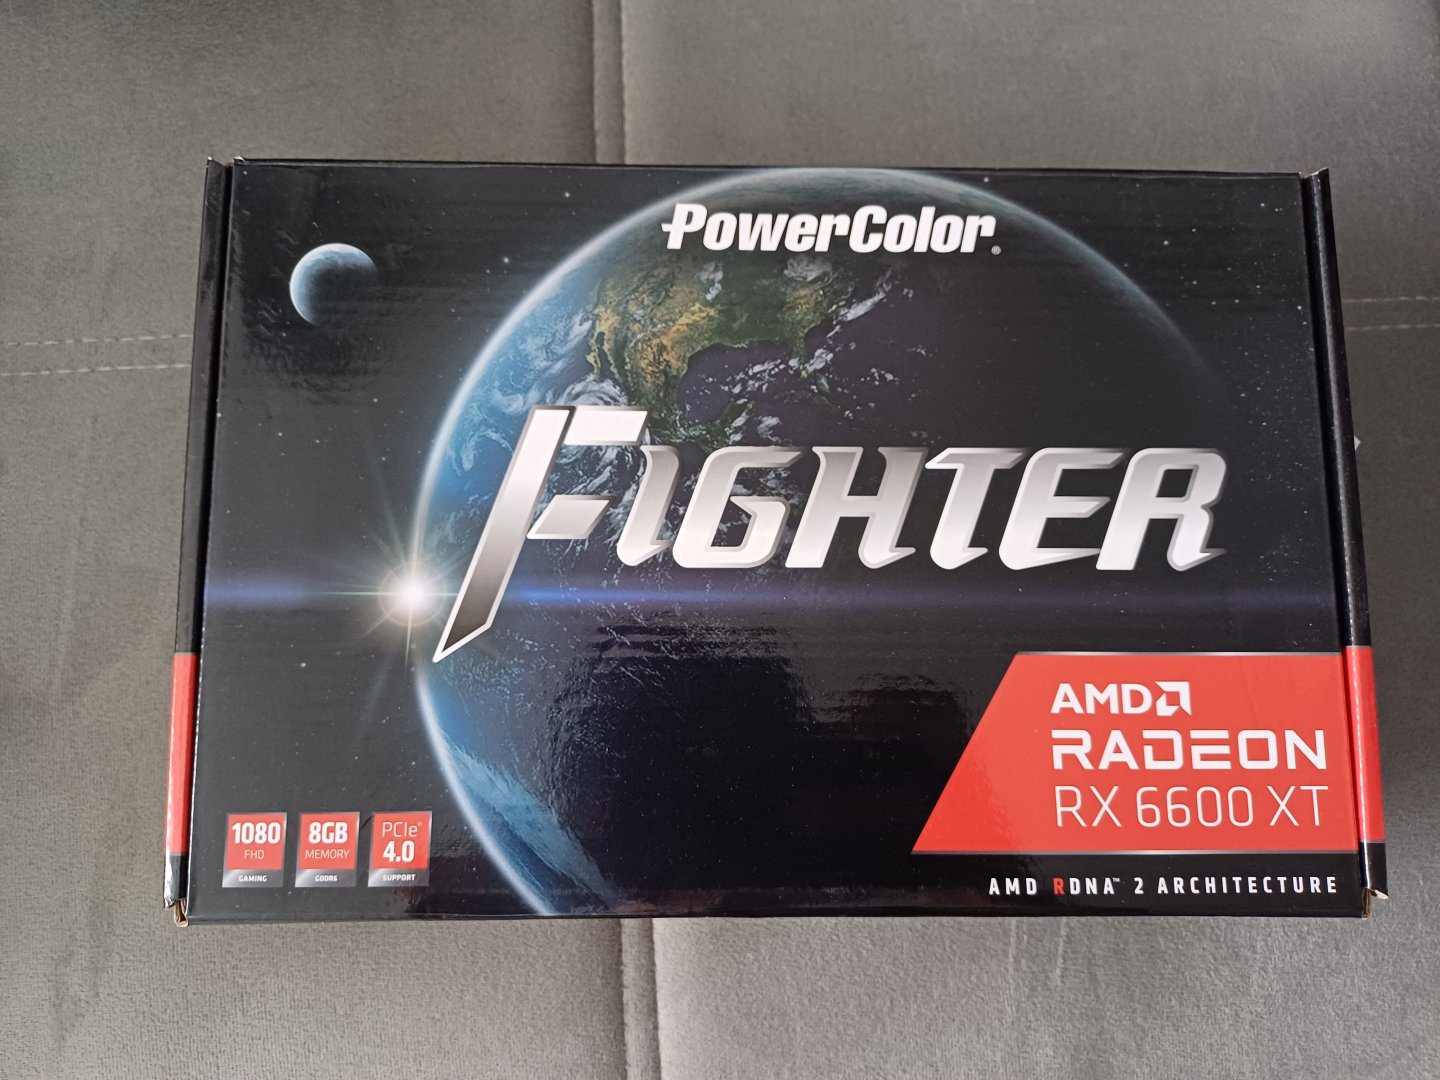 PowerColor®
FIGHTER
AMD
RADEON
RX 6600 XT
AMD RDNA™ 2 ARCHITECTURE
1080
FHD
GAMING
8GB
MEMORY
GDDR6
PCIe®
4.0
SUPPORT